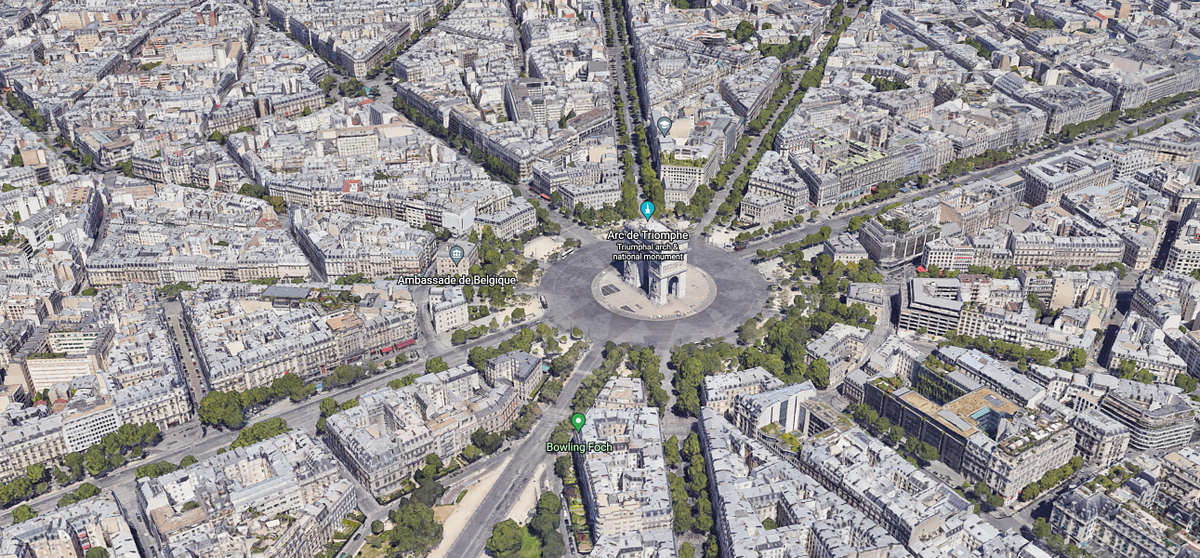 Arc de Triomphe
Triumphal arch &
national monument
Ambassade de Belgique
Bowling Foch